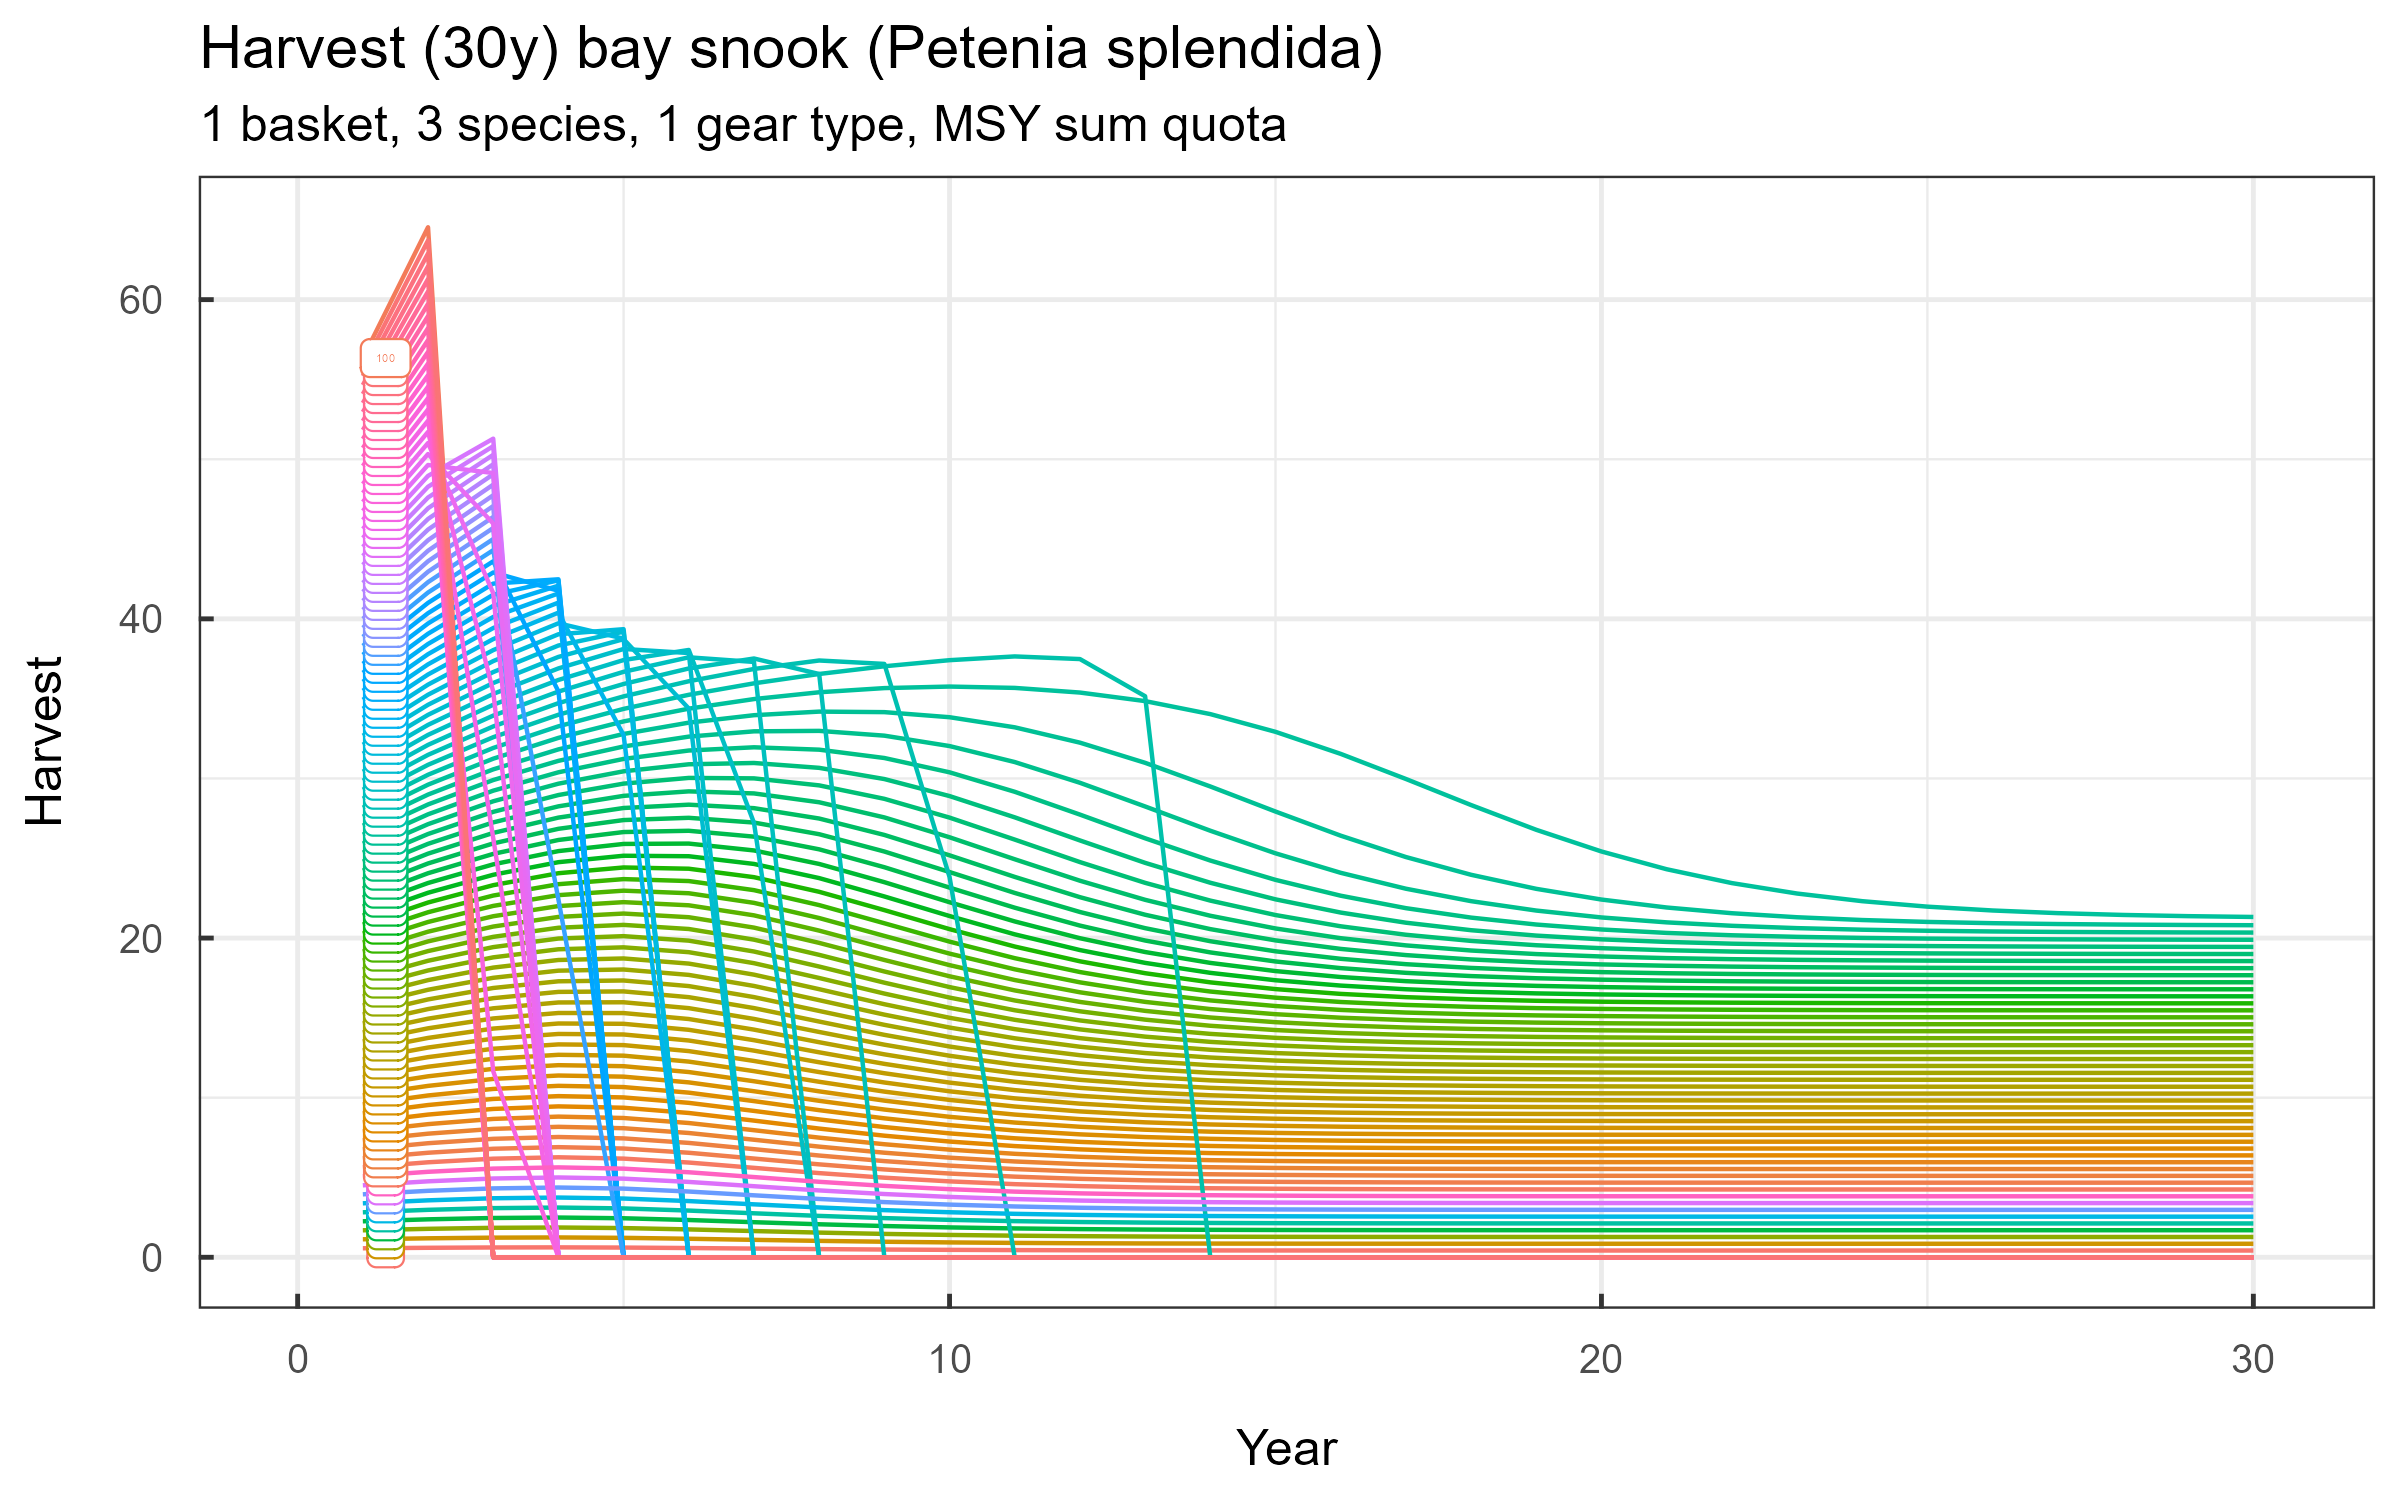 Harvest (30y) bay snook (Petenia splendida)
1 basket, 3 species, 1 gear type, MSY sum quota
60
40
20
0
Harvest
100
0 10 20 30
Year